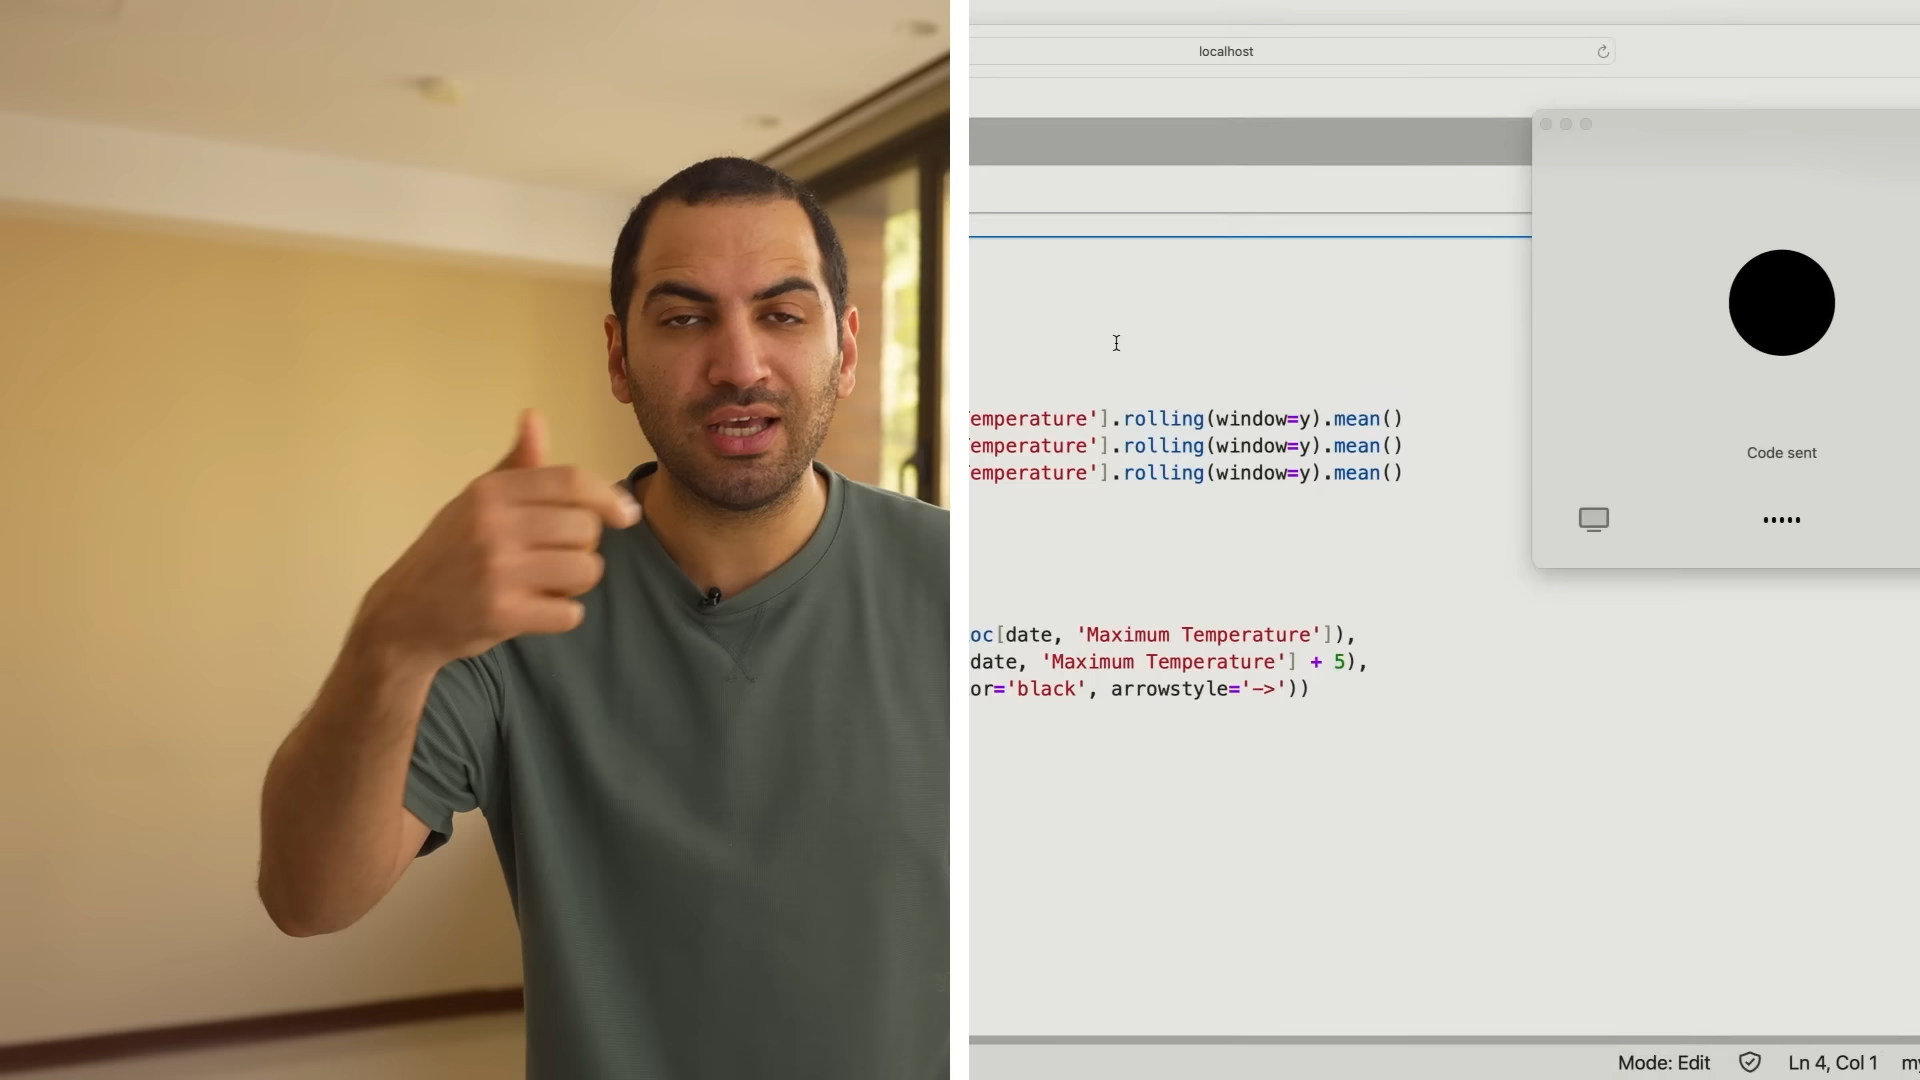 localhost
emperature'].rolling(window=y).mean()
emperature'].rolling(window=y).mean()
emperature'].rolling(window=y).mean()
Code sent
oc[date, 'Maximum Temperature']),
date, 'Maximum Temperature'] + 5),
or='black', arrowstyle='->'))
Mode: Edit Ln 4, Col 1 my